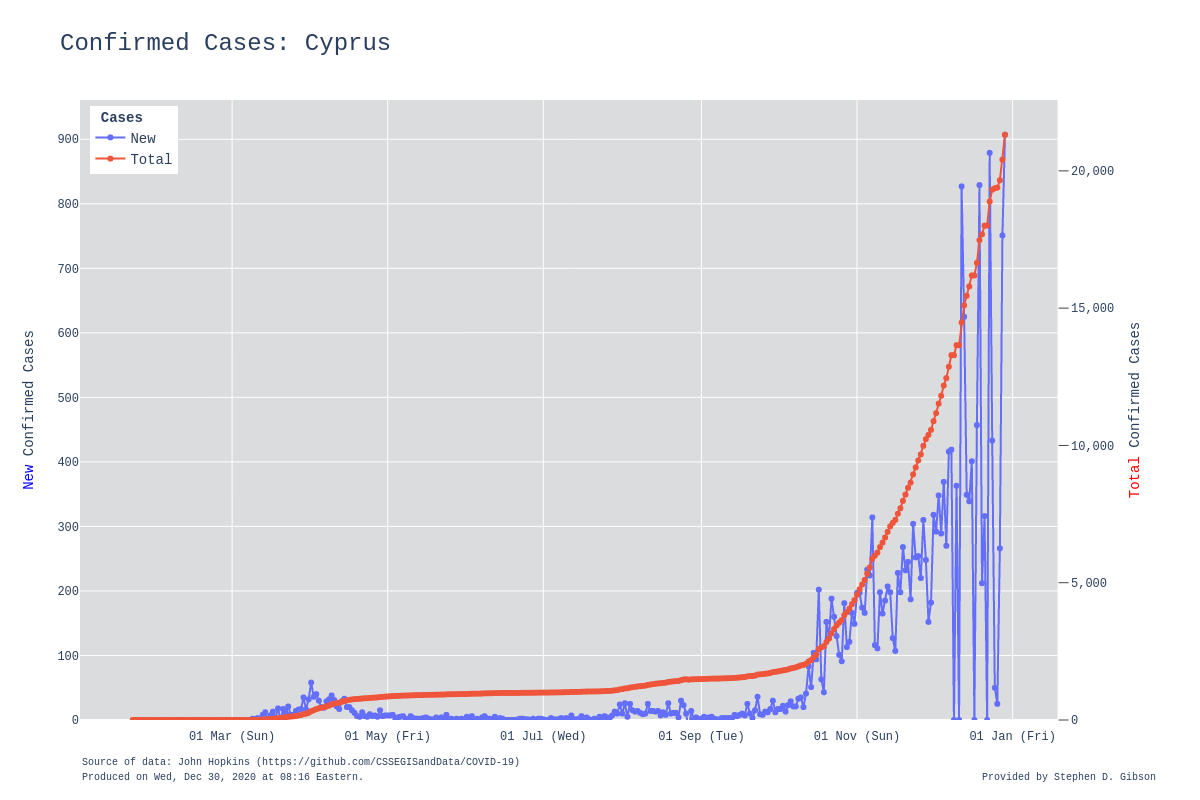 Confirmed Cases: Cyprus
Cases
New
Total
900
800
700
600
500
400
300
200
100
0
20,000
15,000
10,000
5,000
0
New Confirmed Cases
Total Confirmed Cases
01 Mar (Sun)
01 May (Fri)
01 Jul (Wed)
01 Sep (Tue)
01 Nov (Sun)
01 Jan (Fri)
Source of data: John Hopkins (https://github.com/CSSEGISandData/COVID-19)
Produced on Wed, Dec 30, 2020 at 08:16 Eastern.
Provided by Stephen D. Gibson